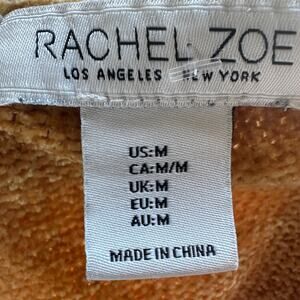 RACHEL ZOE
LOS ANGELES NEW YORK
US:M
CA:M/M
UK:M
EU:M
AU:M
MADE IN CHINA